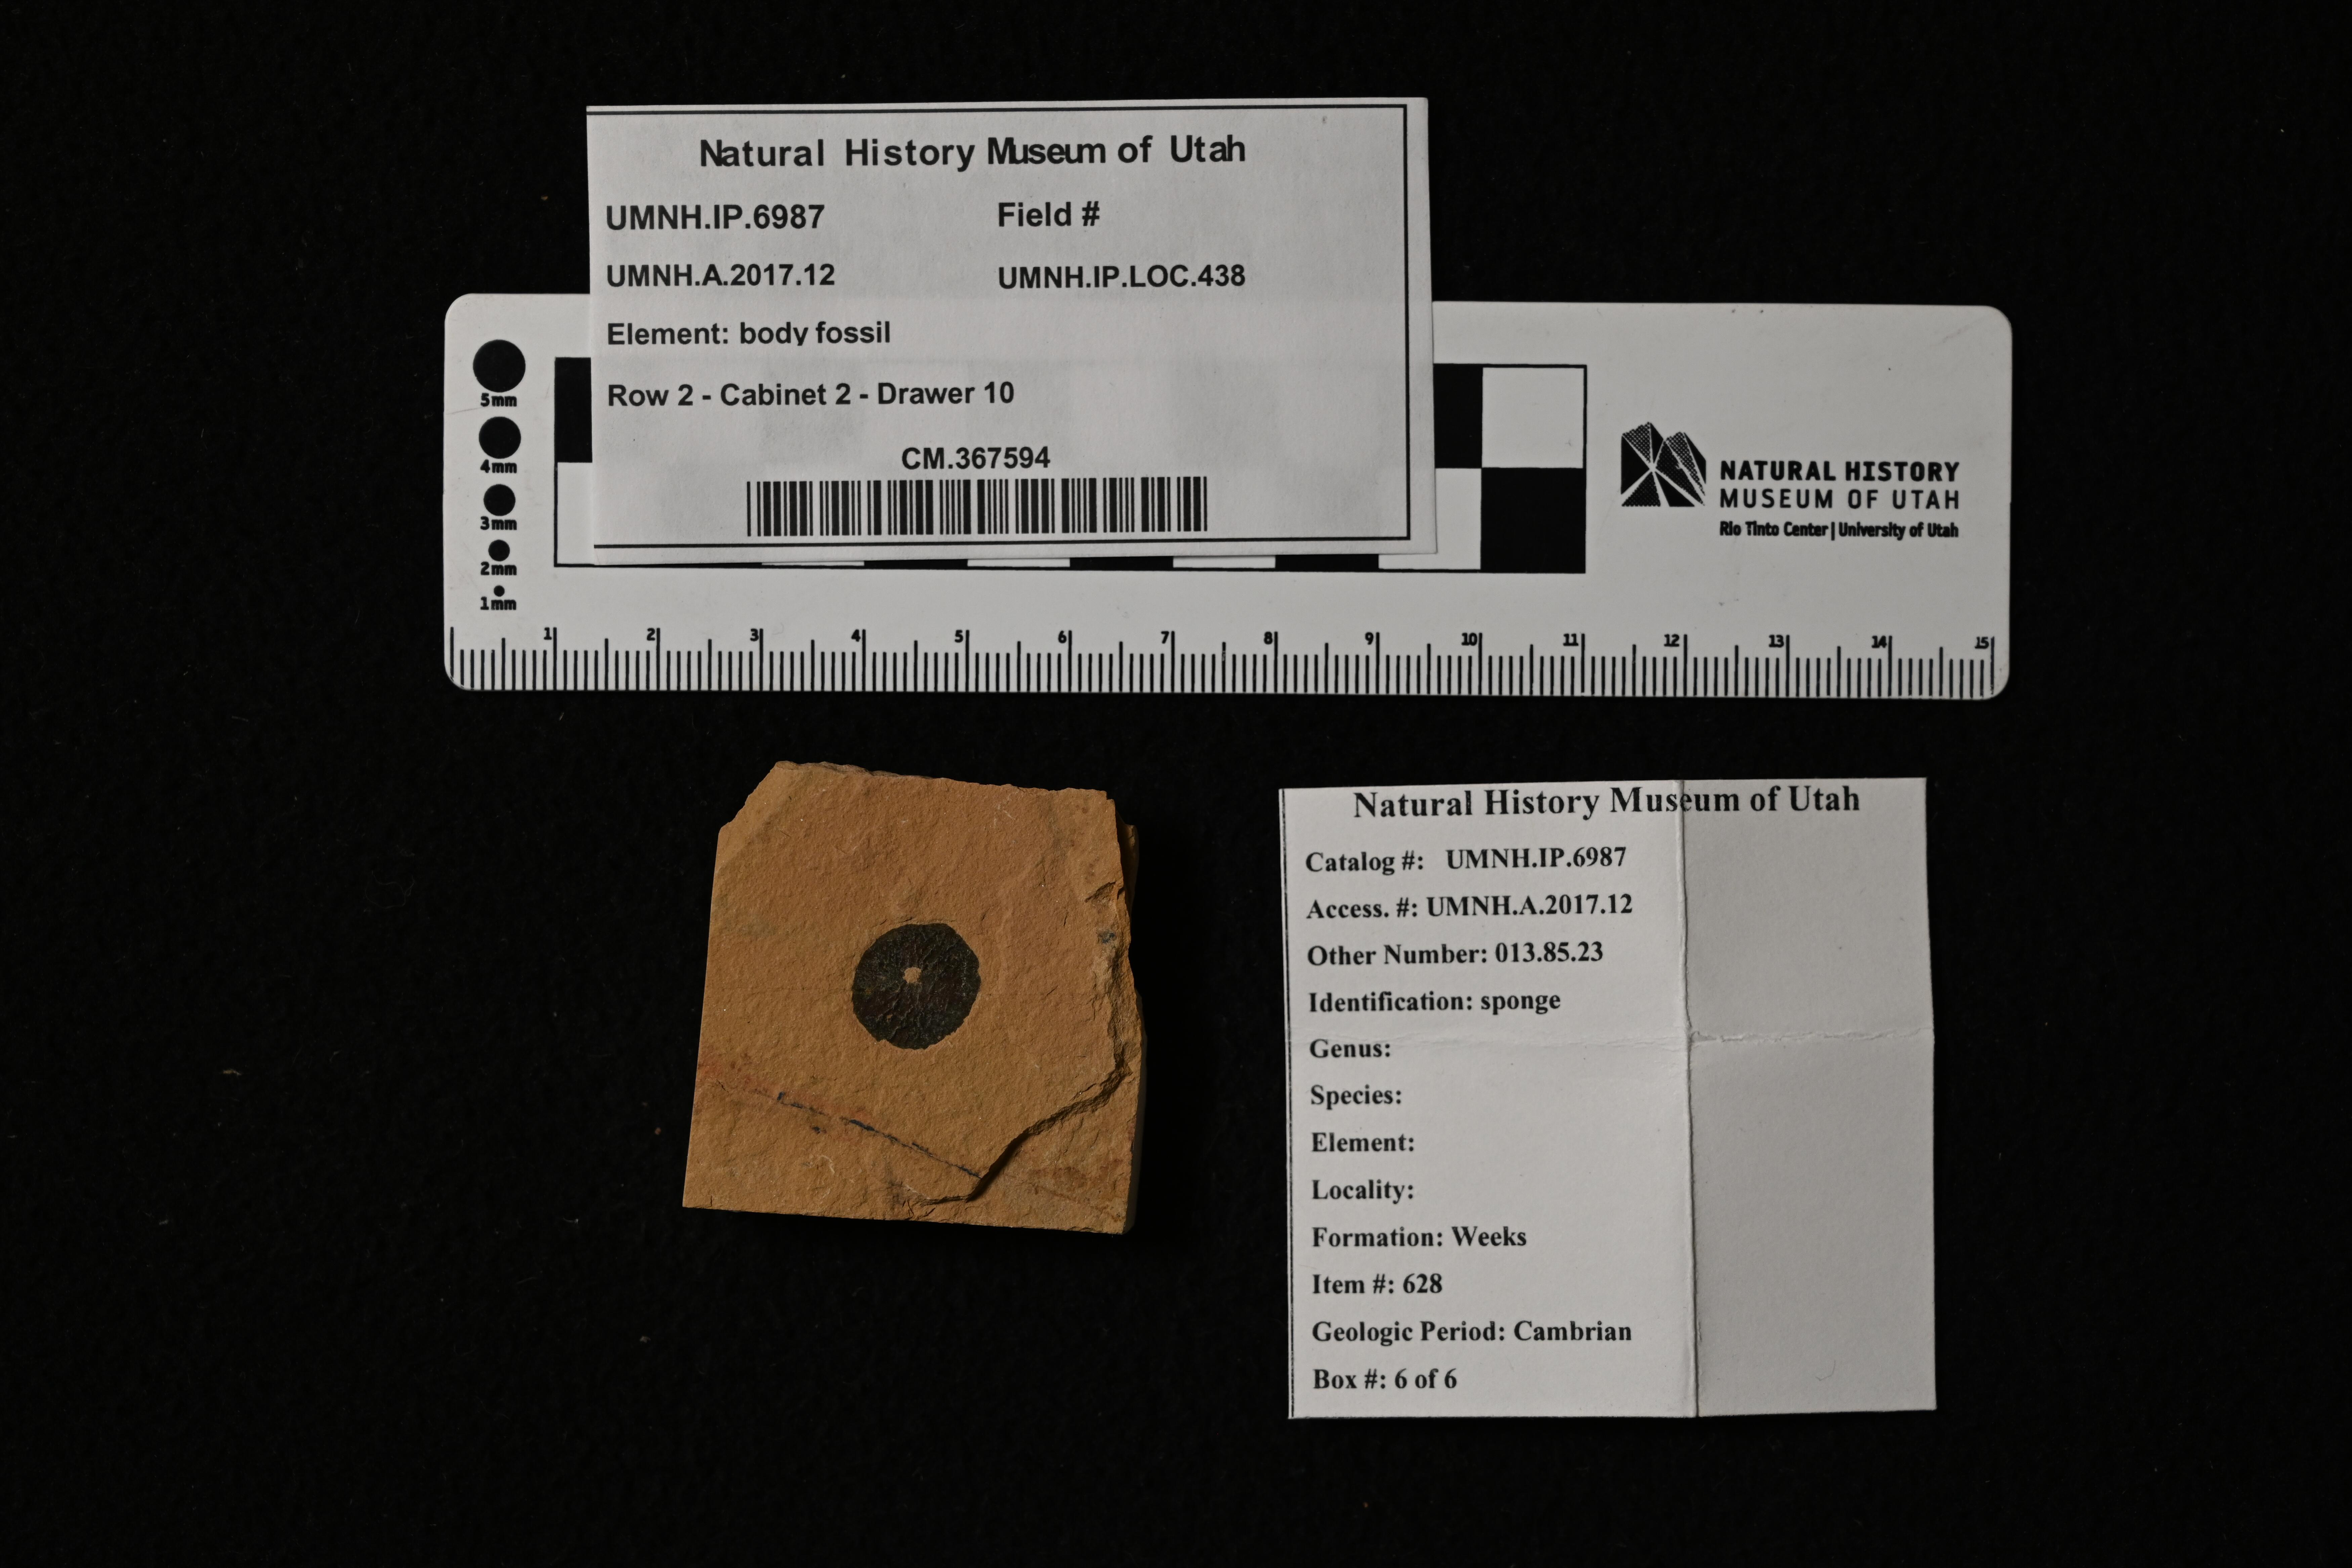 Natural History Museum of Utah
UMNH.IP.6987 Field #
UMNH.A.2017.12 UMNH.IP.LOC.438
Element: body fossil
Row 2 - Cabinet 2 - Drawer 10
CM.367594
5mm
4mm
3mm
2mm
1mm
NATURAL HISTORY
MUSEUM OF UTAH
Rio Tinto Center | University of Utah
1 2 3 4 5 6 7 8 9 10 11 12 13 14 15
Natural History Museum of Utah
Catalog #: UMNH.IP.6987
Access. #: UMNH.A.2017.12
Other Number: 013.85.23
Identification: sponge
Genus:
Species:
Element:
Locality:
Formation: Weeks
Item #: 628
Geologic Period: Cambrian
Box #: 6 of 6